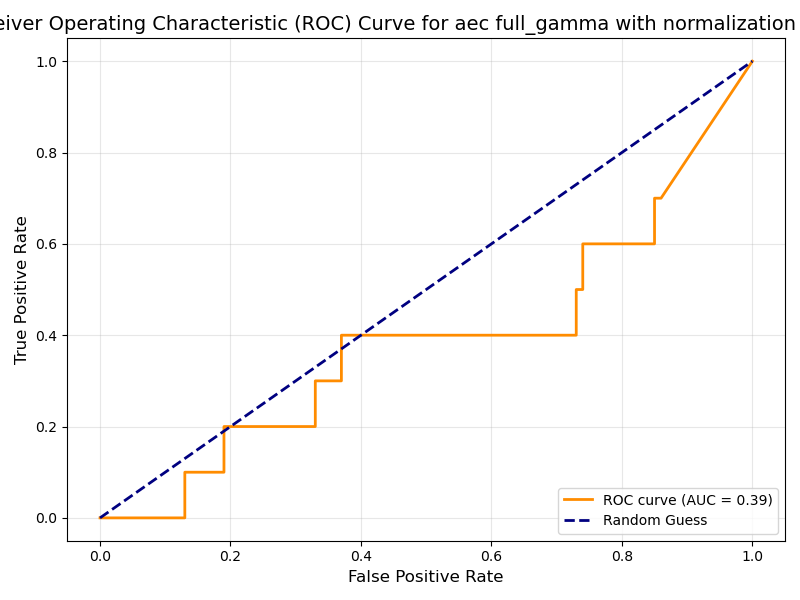 eiver Operating Characteristic (ROC) Curve for aec full_gamma with normalization
True Positive Rate
1.0
0.8
0.6
0.4
0.2
0.0
0.0 0.2 0.4 0.6 0.8 1.0
False Positive Rate
ROC curve (AUC = 0.39)
Random Guess